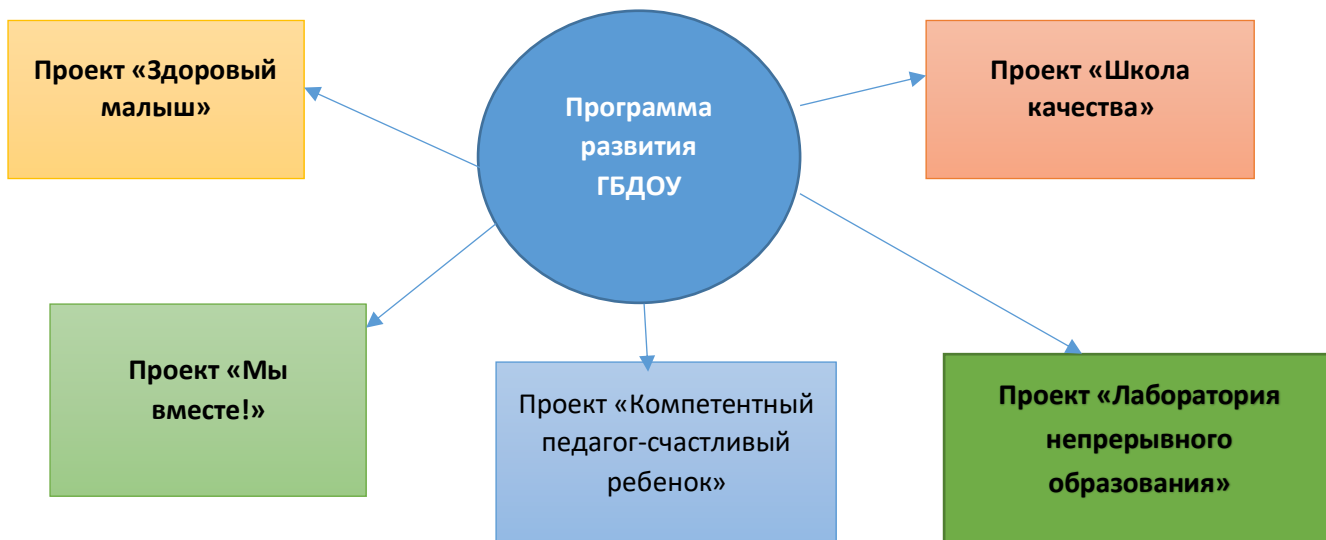 Проект «Здоровый
малыш»
Программа
развития
ГБДОУ
Проект «Школа
качества»
Проект «Мы
вместе!»
Проект «Компетентный
педагог-счастливый
ребенок»
Проект «Лаборатория
непрерывного
образования»